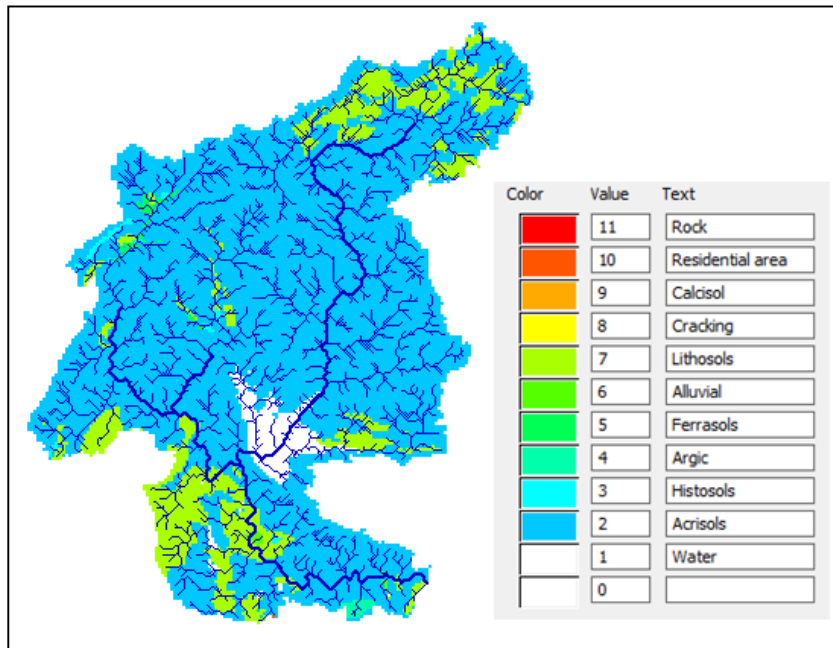 Color Value Text
11 Rock
10 Residential area
9 Calcisol
8 Cracking
7 Lithosols
6 Alluvial
5 Ferrasols
4 Argic
3 Histosols
2 Acrisols
1 Water
0